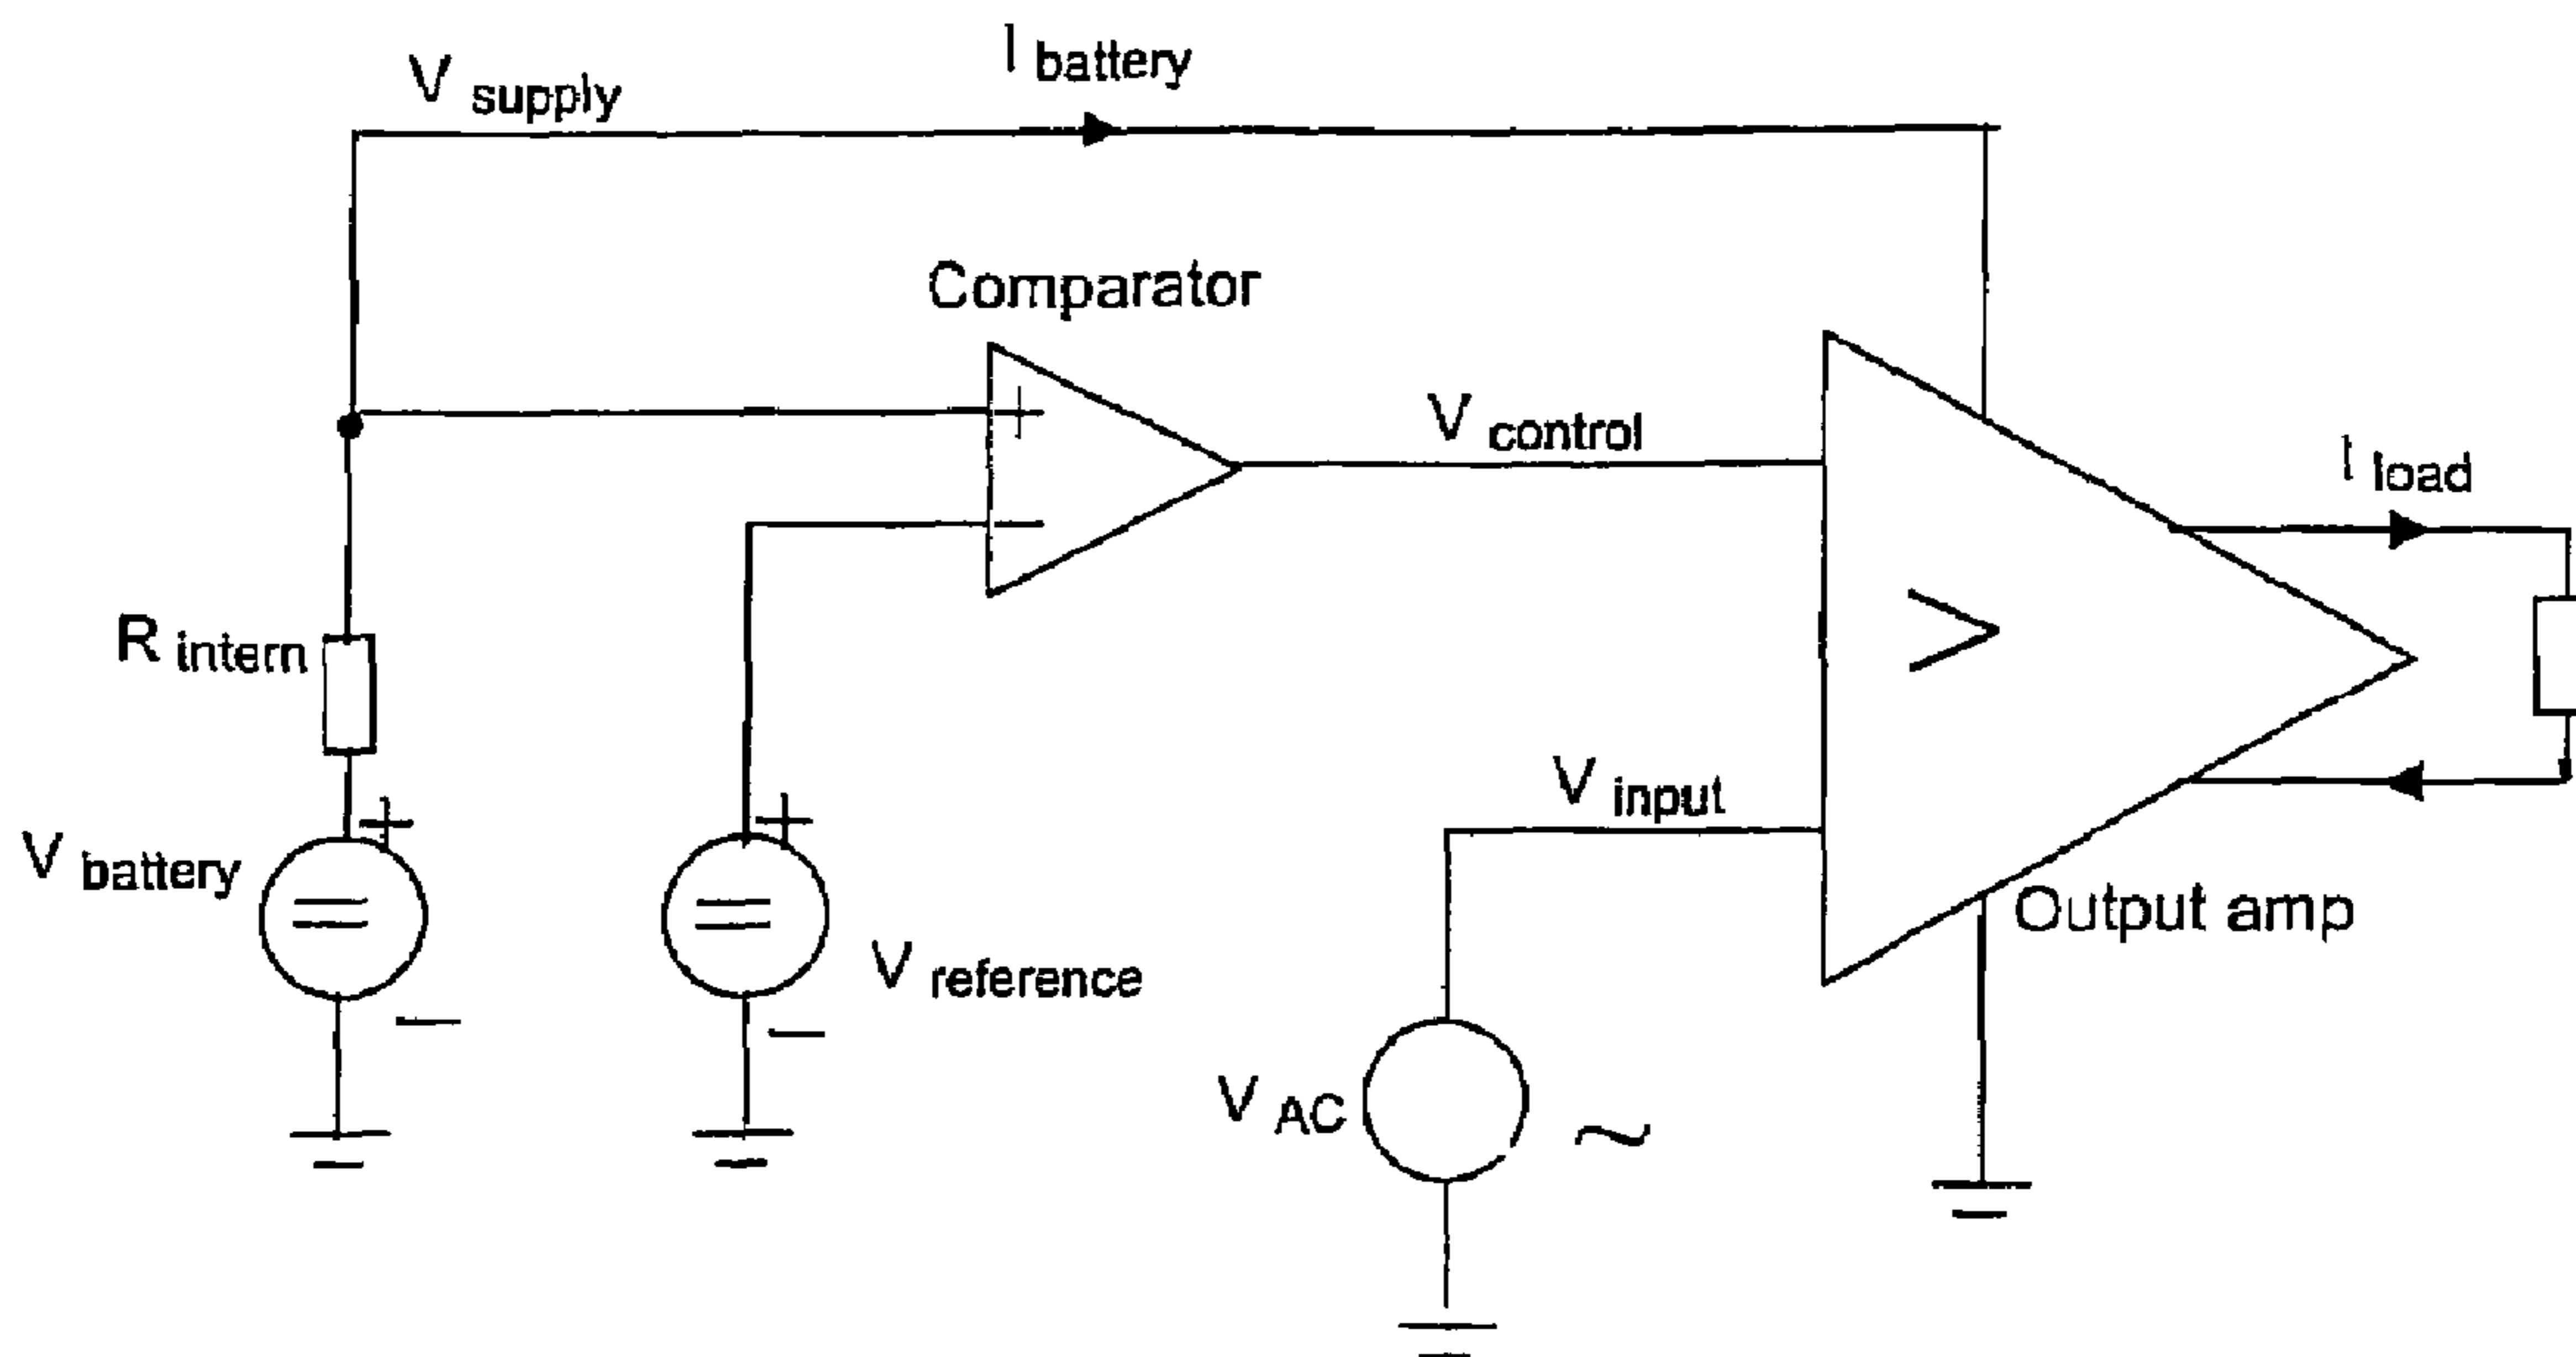 V supply
I battery
Comparator
+
−
V control
I load
>
R intern
V input
+
+
V battery
=
=
V reference
Output amp
−
−
V AC
~